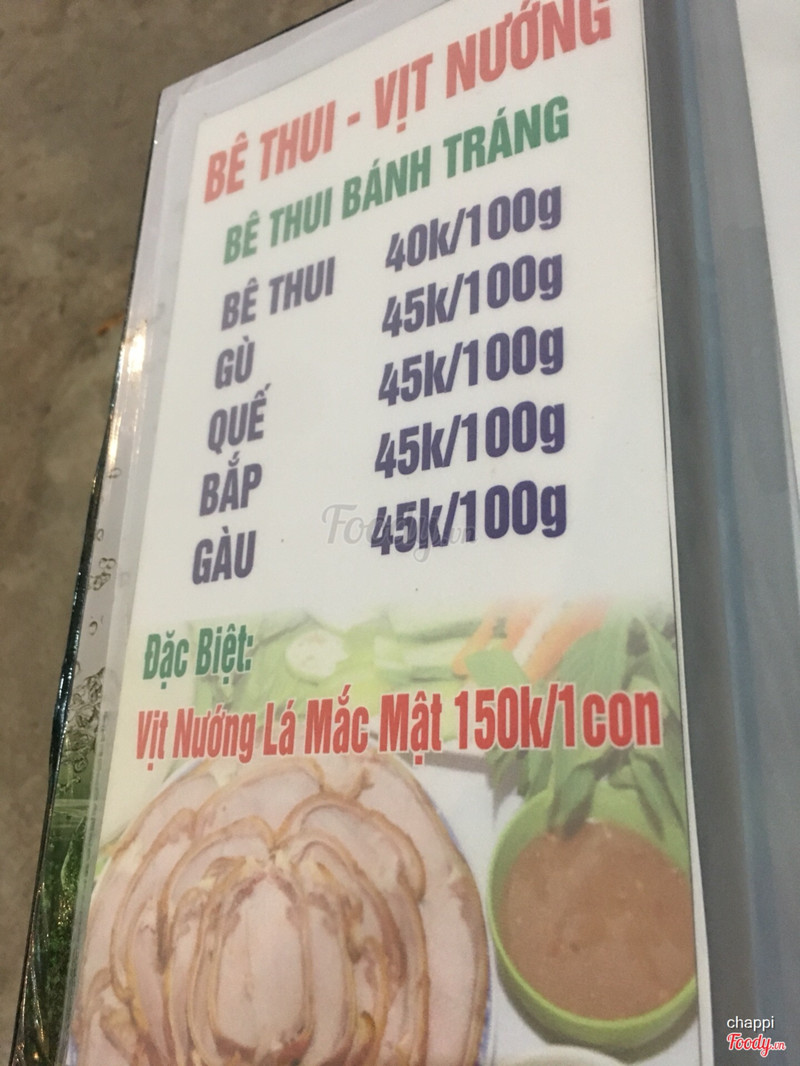 BÊ THUI - VỊT NƯỚNG
BÊ THUI BÁNH TRÁNG
BÊ THUI 40k/100g
GÙ 45k/100g
QUẾ 45k/100g
BẮP 45k/100g
GÀU 45k/100g
Đặc Biệt:
Vịt Nướng Lá Mắc Mật 150k/1con
Foody.vn
chappi
Foody.vn